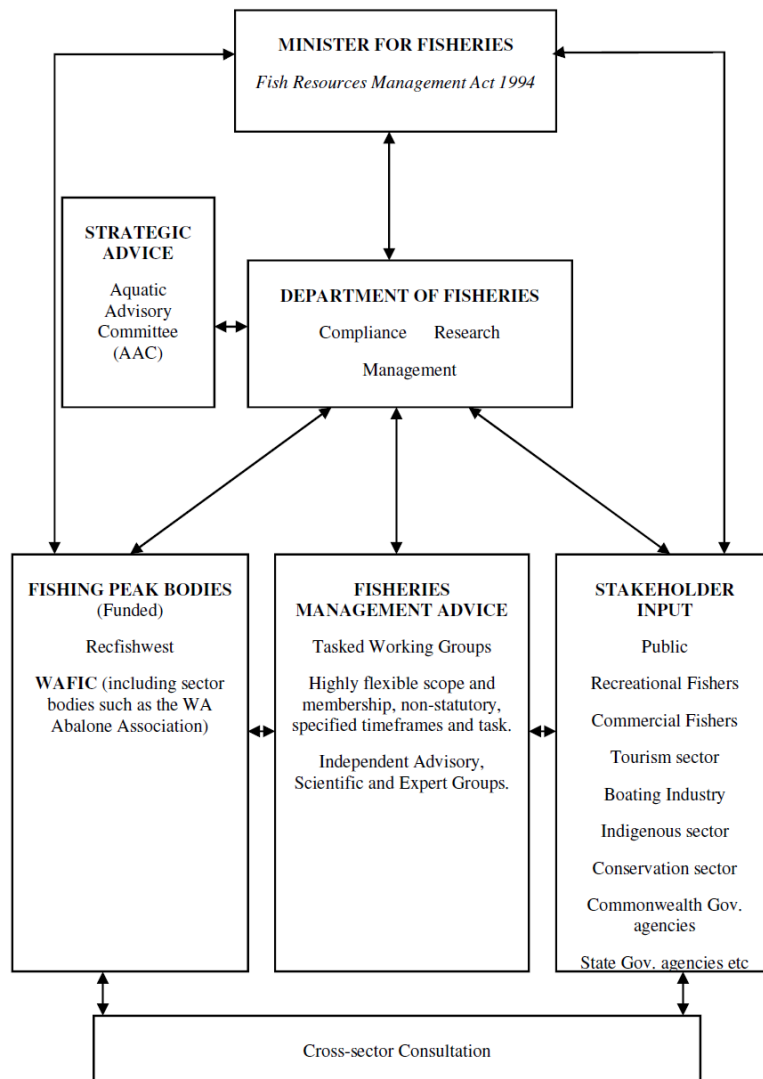 MINISTER FOR FISHERIES
Fish Resources Management Act 1994
STRATEGIC
ADVICE
Aquatic
Advisory
Committee
(AAC)
DEPARTMENT OF FISHERIES
Compliance Research
Management
FISHING PEAK BODIES
(Funded)
Recfishwest
WAFIC (including sector
bodies such as the WA
Abalone Association)
FISHERIES
MANAGEMENT ADVICE
Tasked Working Groups
Highly flexible scope and
membership, non-statutory,
specified timeframes and task.
Independent Advisory,
Scientific and Expert Groups.
STAKEHOLDER
INPUT
Public
Recreational Fishers
Commercial Fishers
Tourism sector
Boating Industry
Indigenous sector
Conservation sector
Commonwealth Gov.
agencies
State Gov. agencies etc
Cross-sector Consultation